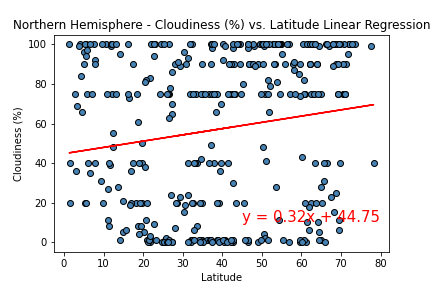 Northern Hemisphere - Cloudiness (%) vs. Latitude Linear Regression
100
80
60
40
20
0
Cloudiness (%)
y = 0.32x + 44.75
0 10 20 30 40 50 60 70 80
Latitude